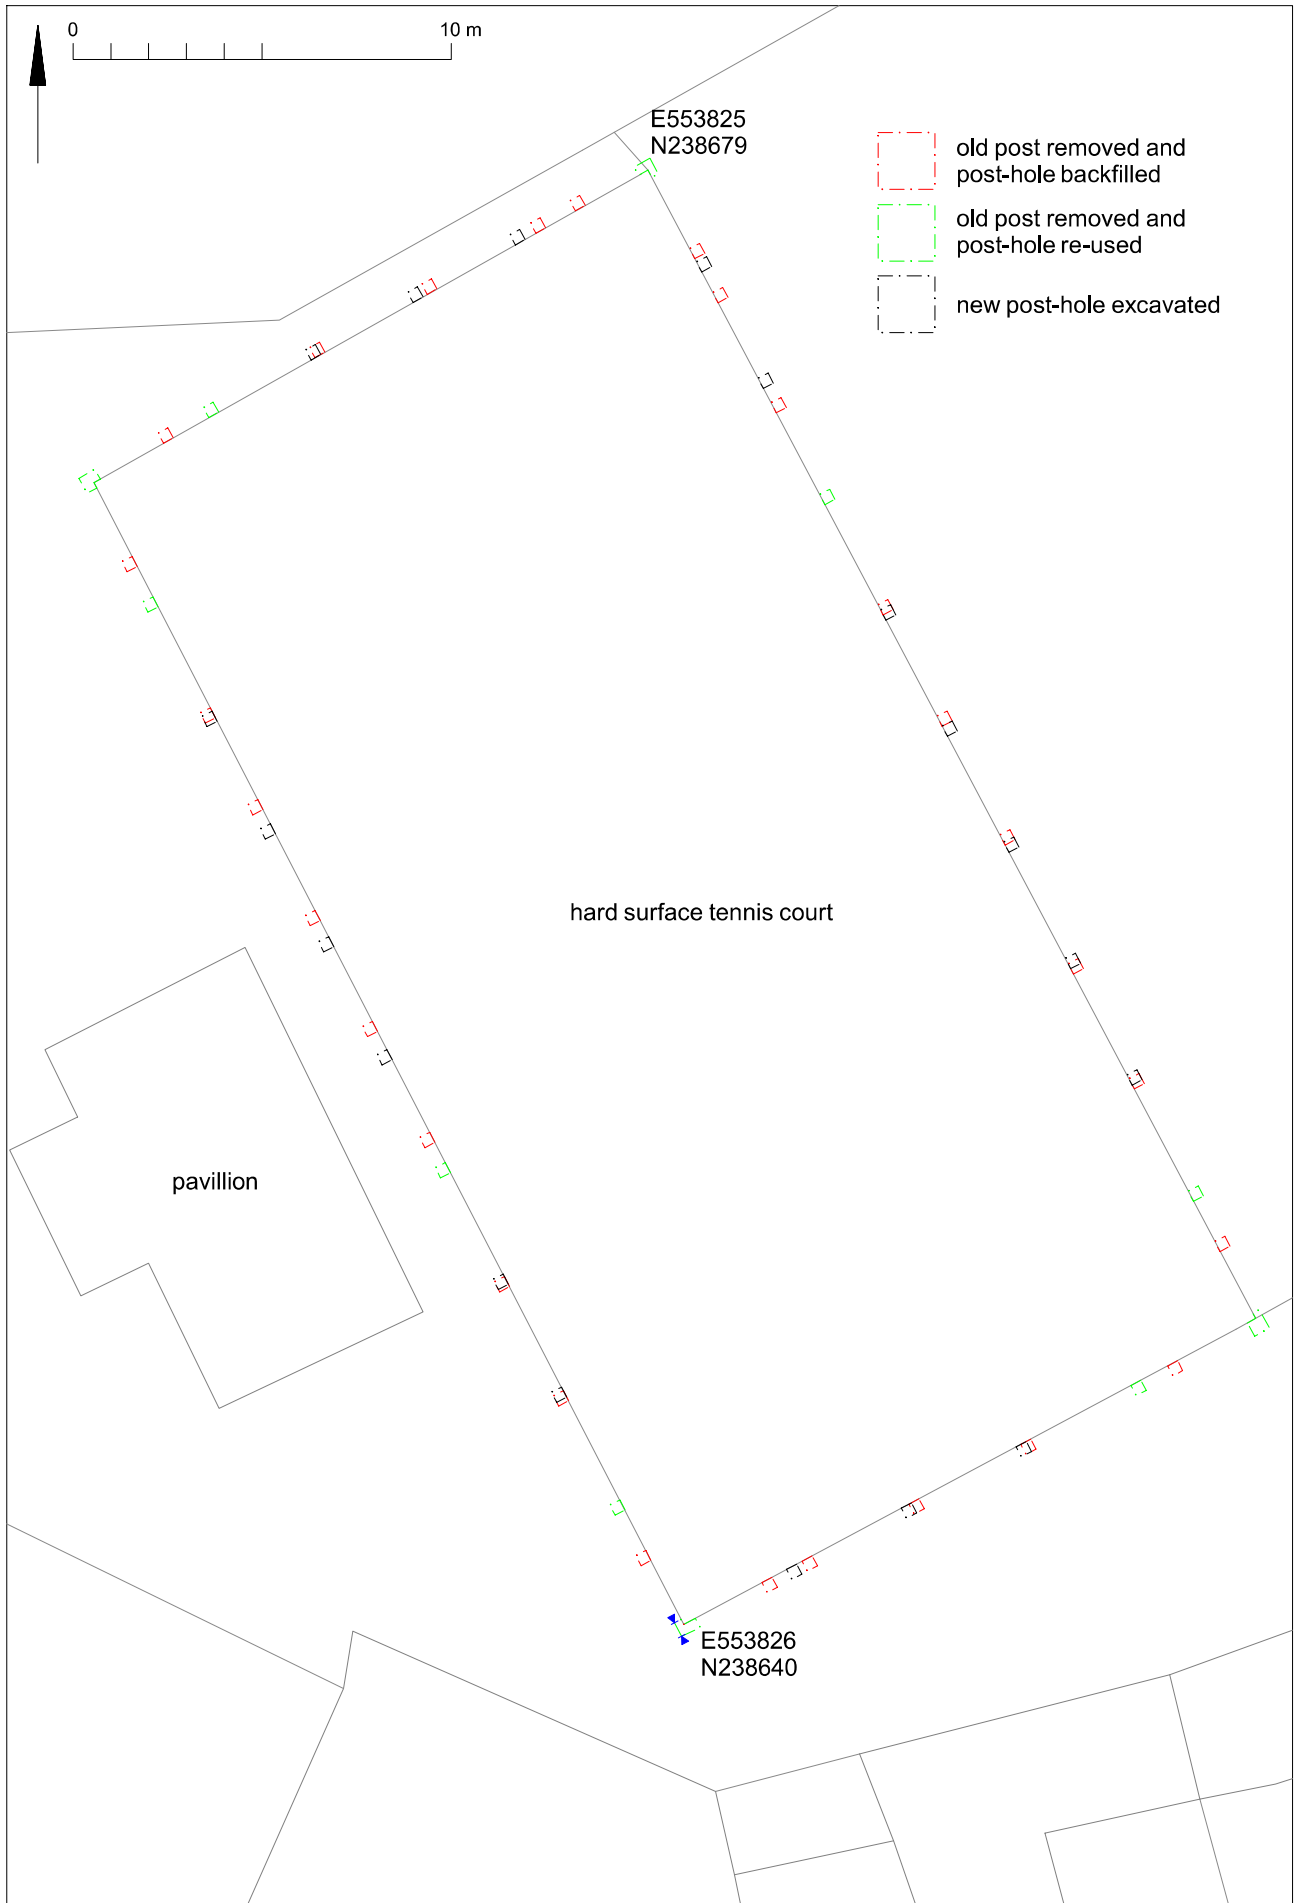 0
10 m
E553825
N238679
old post removed and
post-hole backfilled
old post removed and
post-hole re-used
new post-hole excavated
hard surface tennis court
pavillion
E553826
N238640